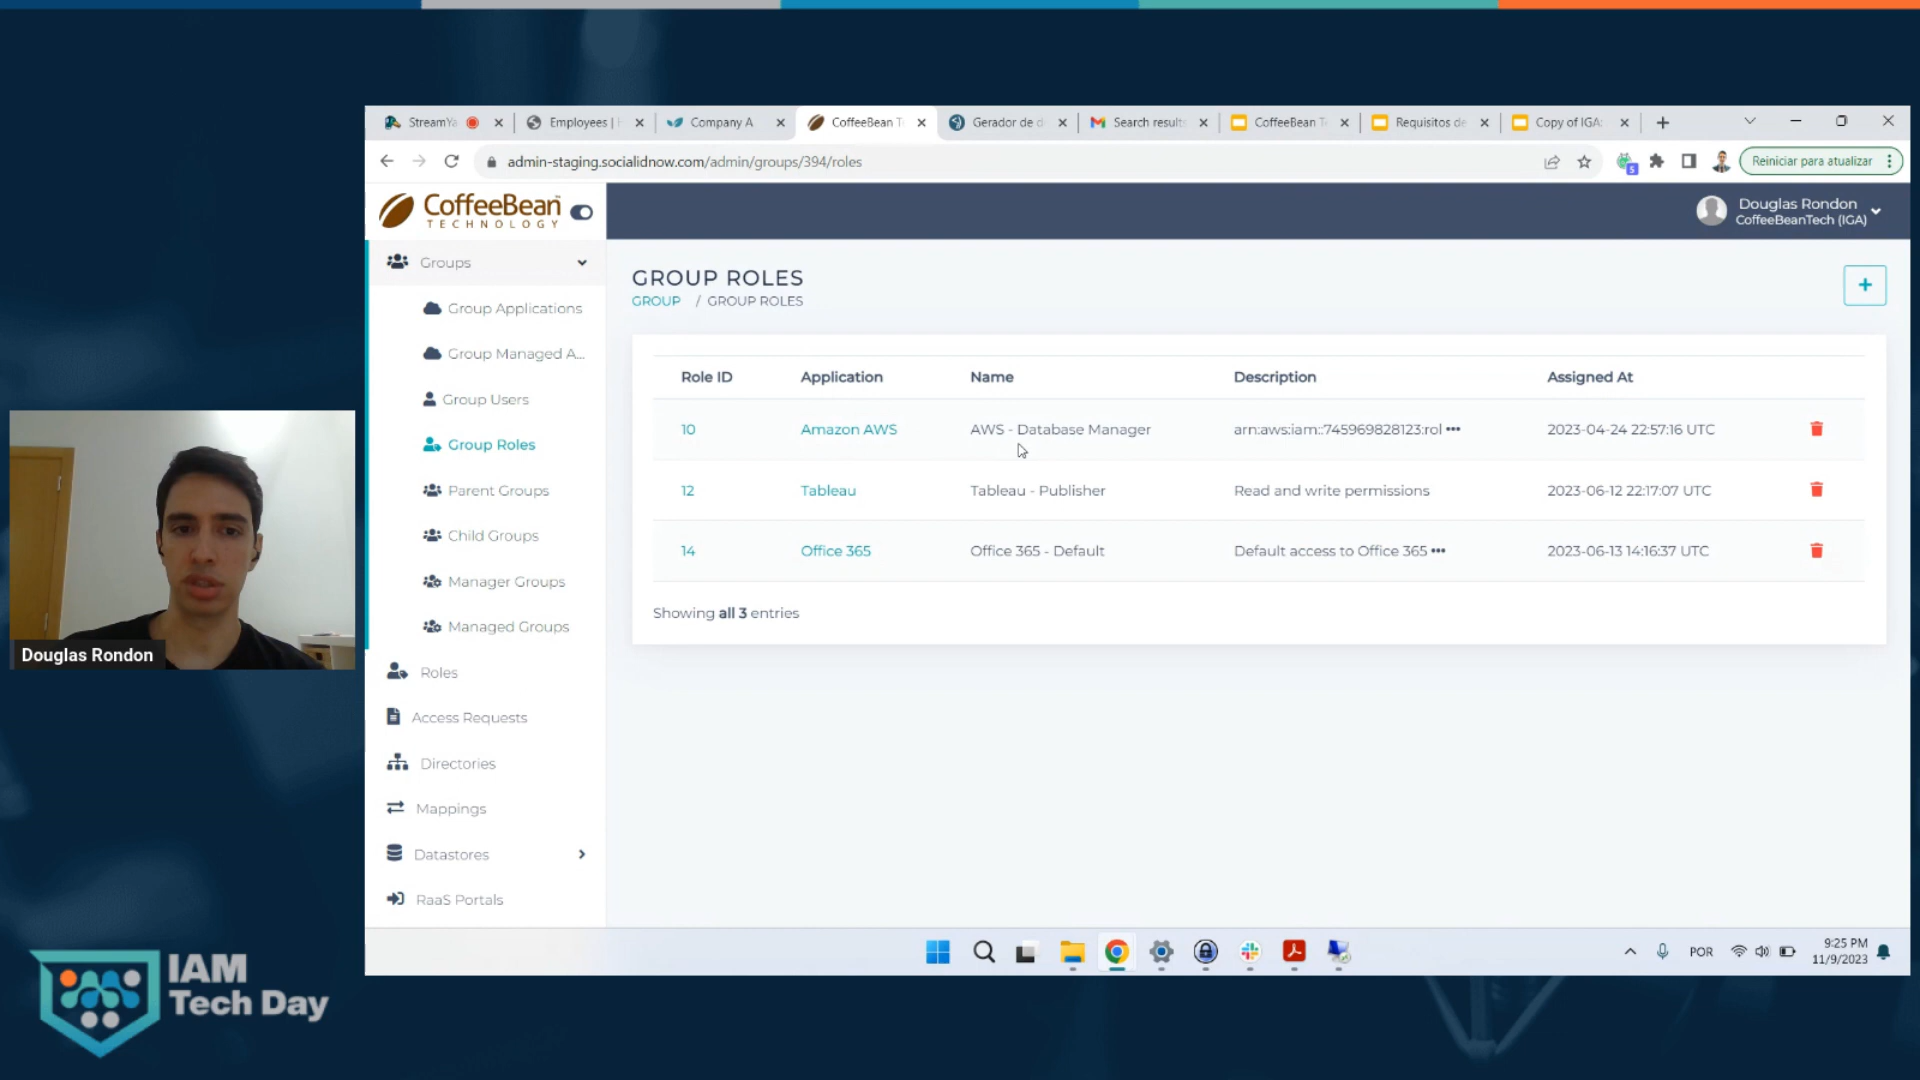 StreamYa
Employees |
Company A
CoffeeBean T
Gerador de d
Search results
CoffeeBean T
Requisitos de
Copy of IGA:
admin-staging.socialidnow.com/admin/groups/394/roles
Reiniciar para atualizar
CoffeeBean
TECHNOLOGY
Douglas Rondon
CoffeeBeanTech (IGA)
Groups
Group Applications
Group Managed A...
Group Users
Group Roles
Parent Groups
Child Groups
Manager Groups
Managed Groups
Roles
Access Requests
Directories
Mappings
Datastores
RaaS Portals
GROUP ROLES
GROUP / GROUP ROLES
Role ID Application Name Description Assigned At
10 Amazon AWS AWS - Database Manager arn:aws:iam::745969828123:rol ••• 2023-04-24 22:57:16 UTC
12 Tableau Tableau - Publisher Read and write permissions 2023-06-12 22:17:07 UTC
14 Office 365 Office 365 - Default Default access to Office 365 ••• 2023-06-13 14:16:37 UTC
Showing all 3 entries
Douglas Rondon
IAM
Tech Day
POR
9:25 PM
11/9/2023